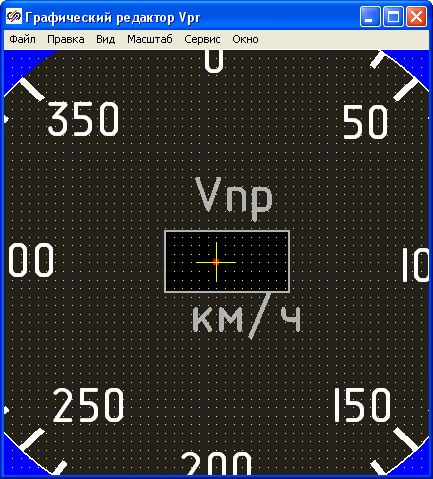 Графический редактор Vpr
Файл Правка Вид Масштаб Сервис Окно
0
350 50
Vпр
00 10
км/ч
250 150
200